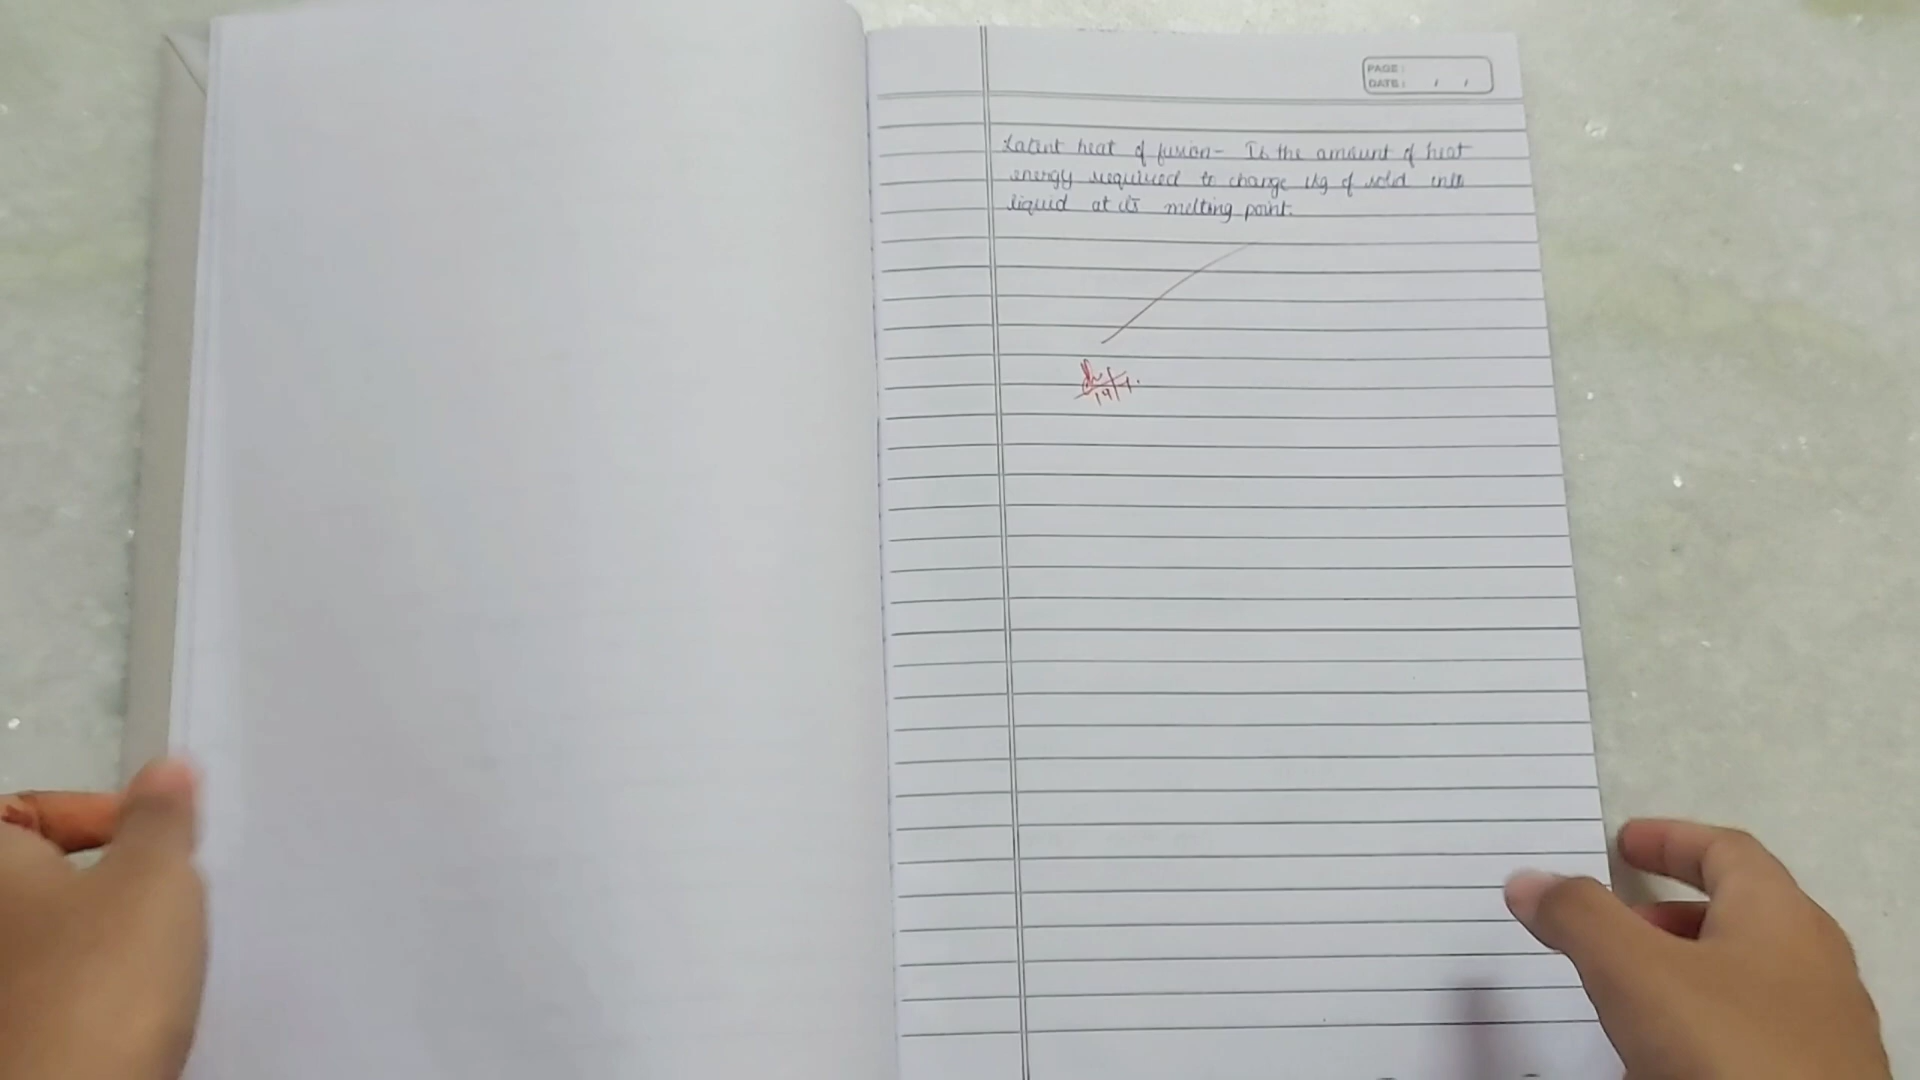 PAGE :
DATE : / /
Latent heat of fusion- Is the amount of heat
energy required to change 1kg of solid into
liquid at its melting point.